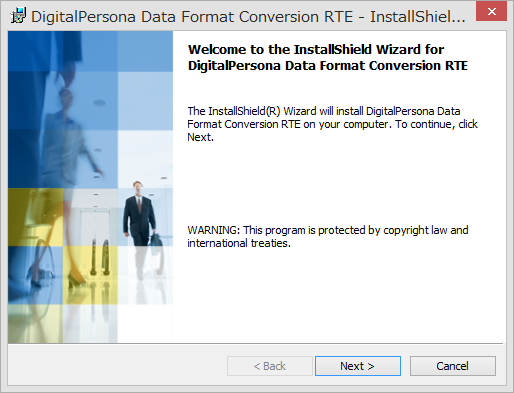 DigitalPersona Data Format Conversion RTE - InstallShiel...
Welcome to the InstallShield Wizard for
DigitalPersona Data Format Conversion RTE
The InstallShield(R) Wizard will install DigitalPersona Data
Format Conversion RTE on your computer. To continue, click
Next.
WARNING: This program is protected by copyright law and
international treaties.
< Back
Next >
Cancel